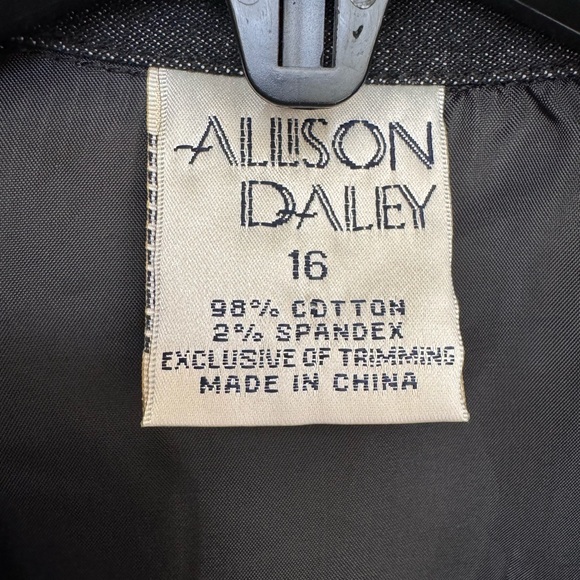 ALLISON
DALEY
16
98% COTTON
2% SPANDEX
EXCLUSIVE OF TRIMMING
MADE IN CHINA